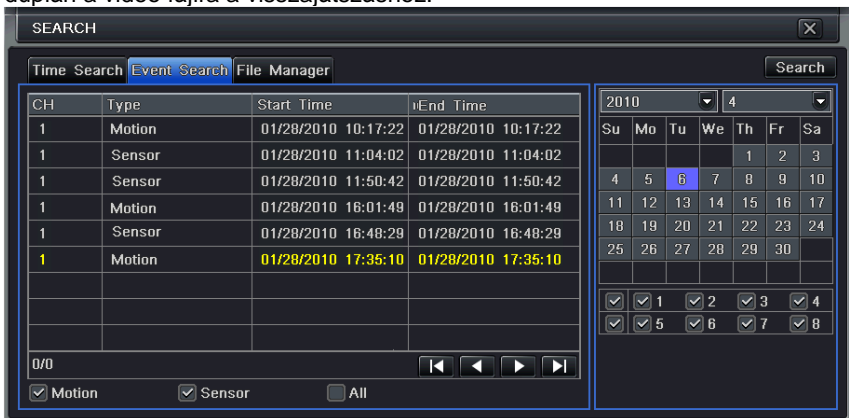 duplán a videó fájlra a visszajátszáshoz.
SEARCH
Time Search Event Search File Manager Search
CH Type Start Time End Time
1 Motion 01/28/2010 10:17:22 01/28/2010 10:17:22
1 Sensor 01/28/2010 11:04:02 01/28/2010 11:04:02
1 Sensor 01/28/2010 11:50:42 01/28/2010 11:50:42
1 Motion 01/28/2010 16:01:49 01/28/2010 16:01:49
1 Sensor 01/28/2010 16:48:29 01/28/2010 16:48:29
1 Motion 01/28/2010 17:35:10 01/28/2010 17:35:10
0/0
Motion Sensor All
2010 4
Su Mo Tu We Th Fr Sa
1 2 3
4 5 6 7 8 9 10
11 12 13 14 15 16 17
18 19 20 21 22 23 24
25 26 27 28 29 30
1 2 3 4
5 6 7 8